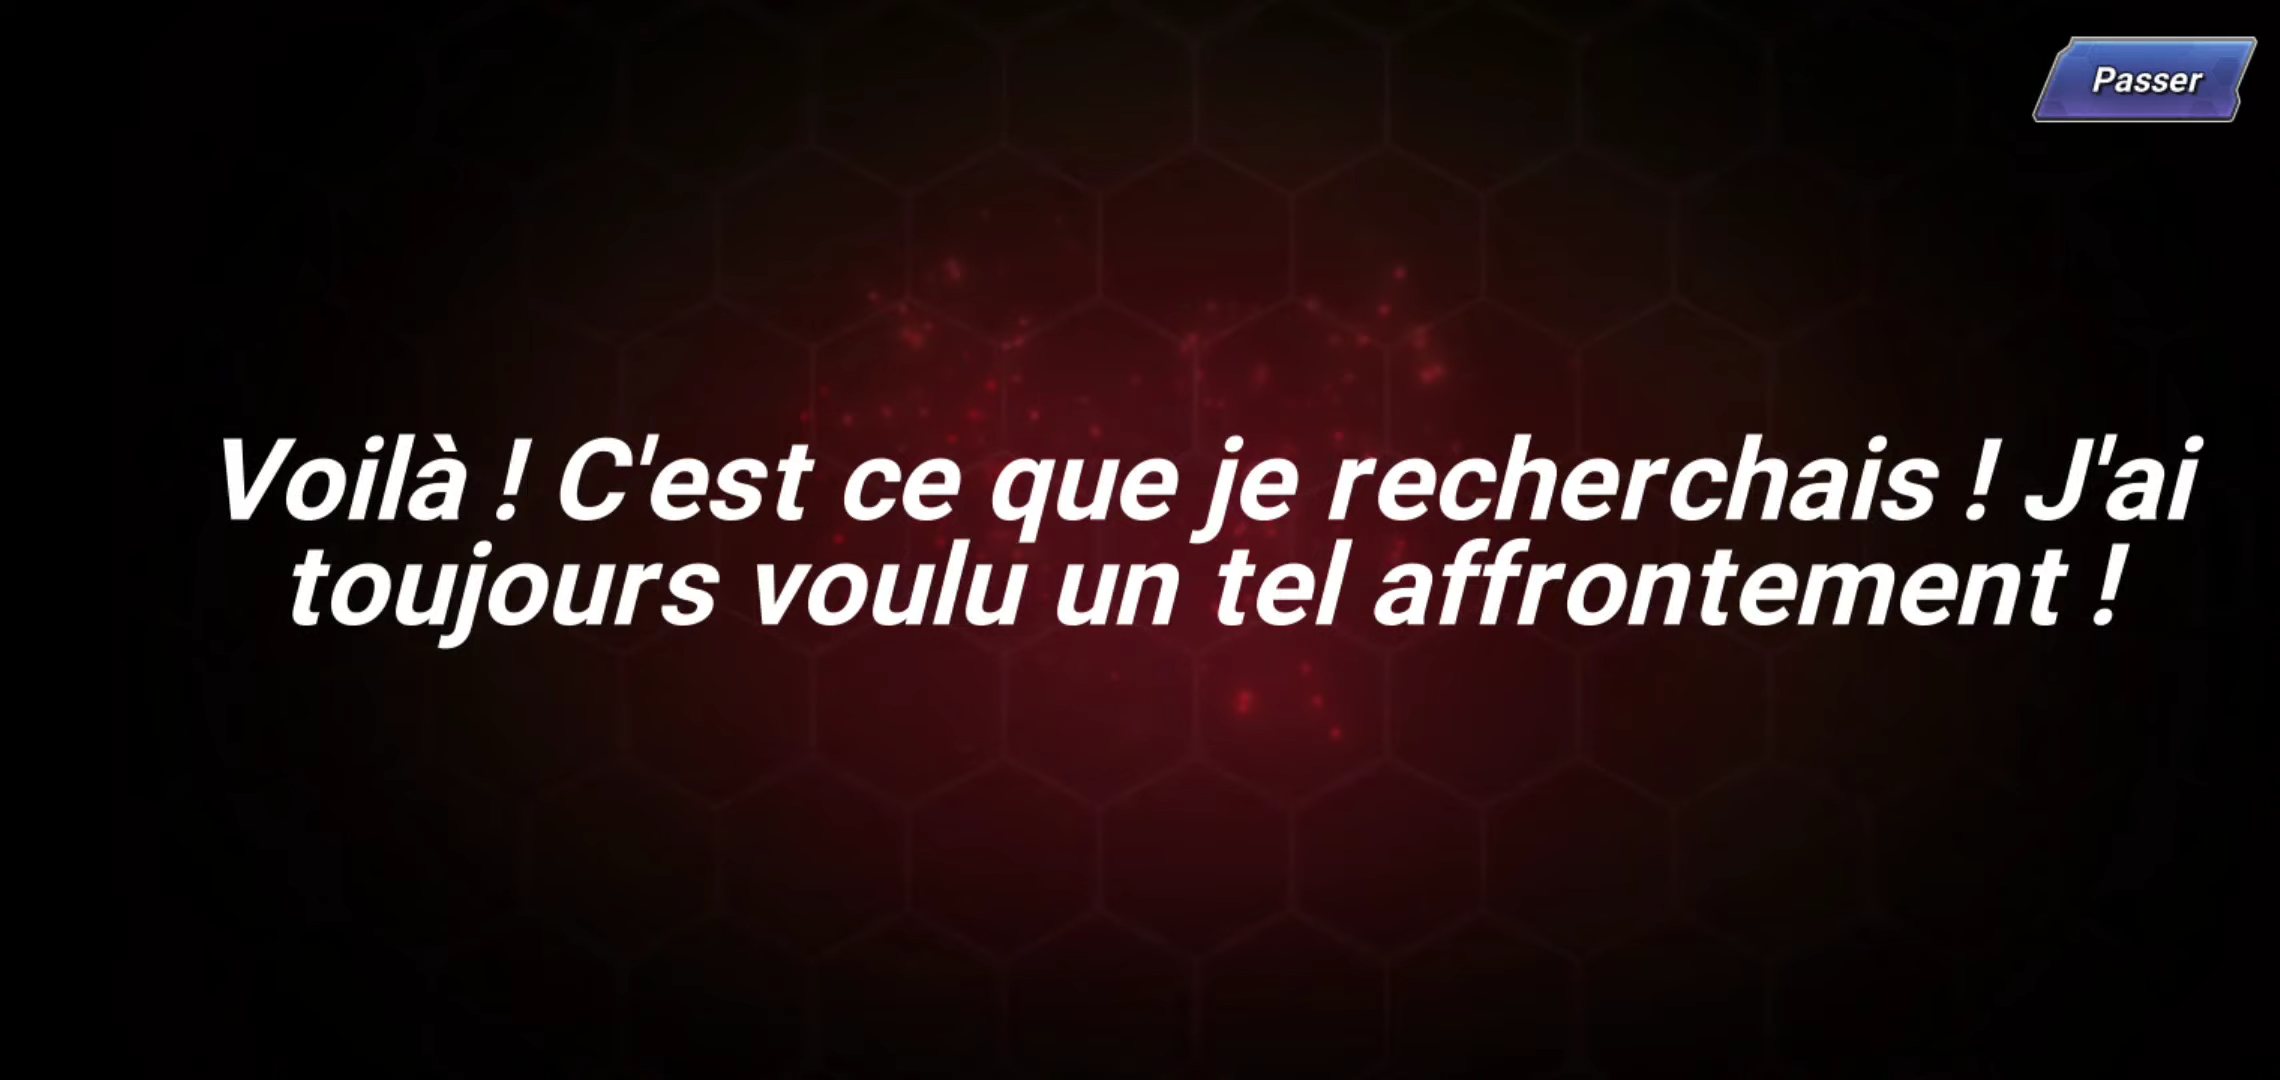 Passer
Voilà ! C'est ce que je recherchais ! J'ai
toujours voulu un tel affrontement !